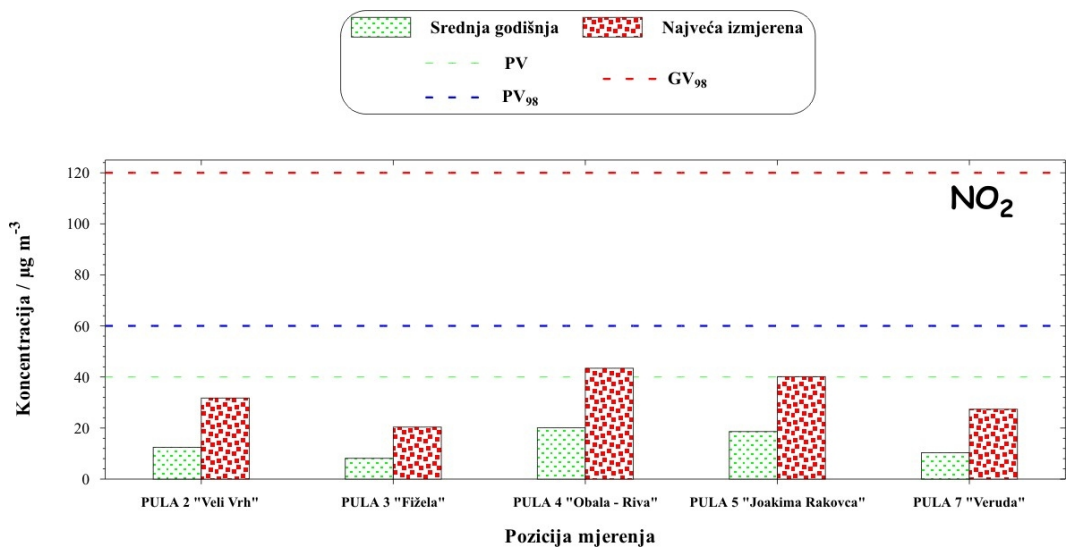 Srednja godišnja
Najveća izmjerena
PV
GV98
PV98
NO2
120
100
80
60
40
20
0
Koncentracija / µg m-3
PULA 2 "Veli Vrh"
PULA 3 "Fižela"
PULA 4 "Obala - Riva"
PULA 5 "Joakima Rakovca"
PULA 7 "Veruda"
Pozicija mjerenja